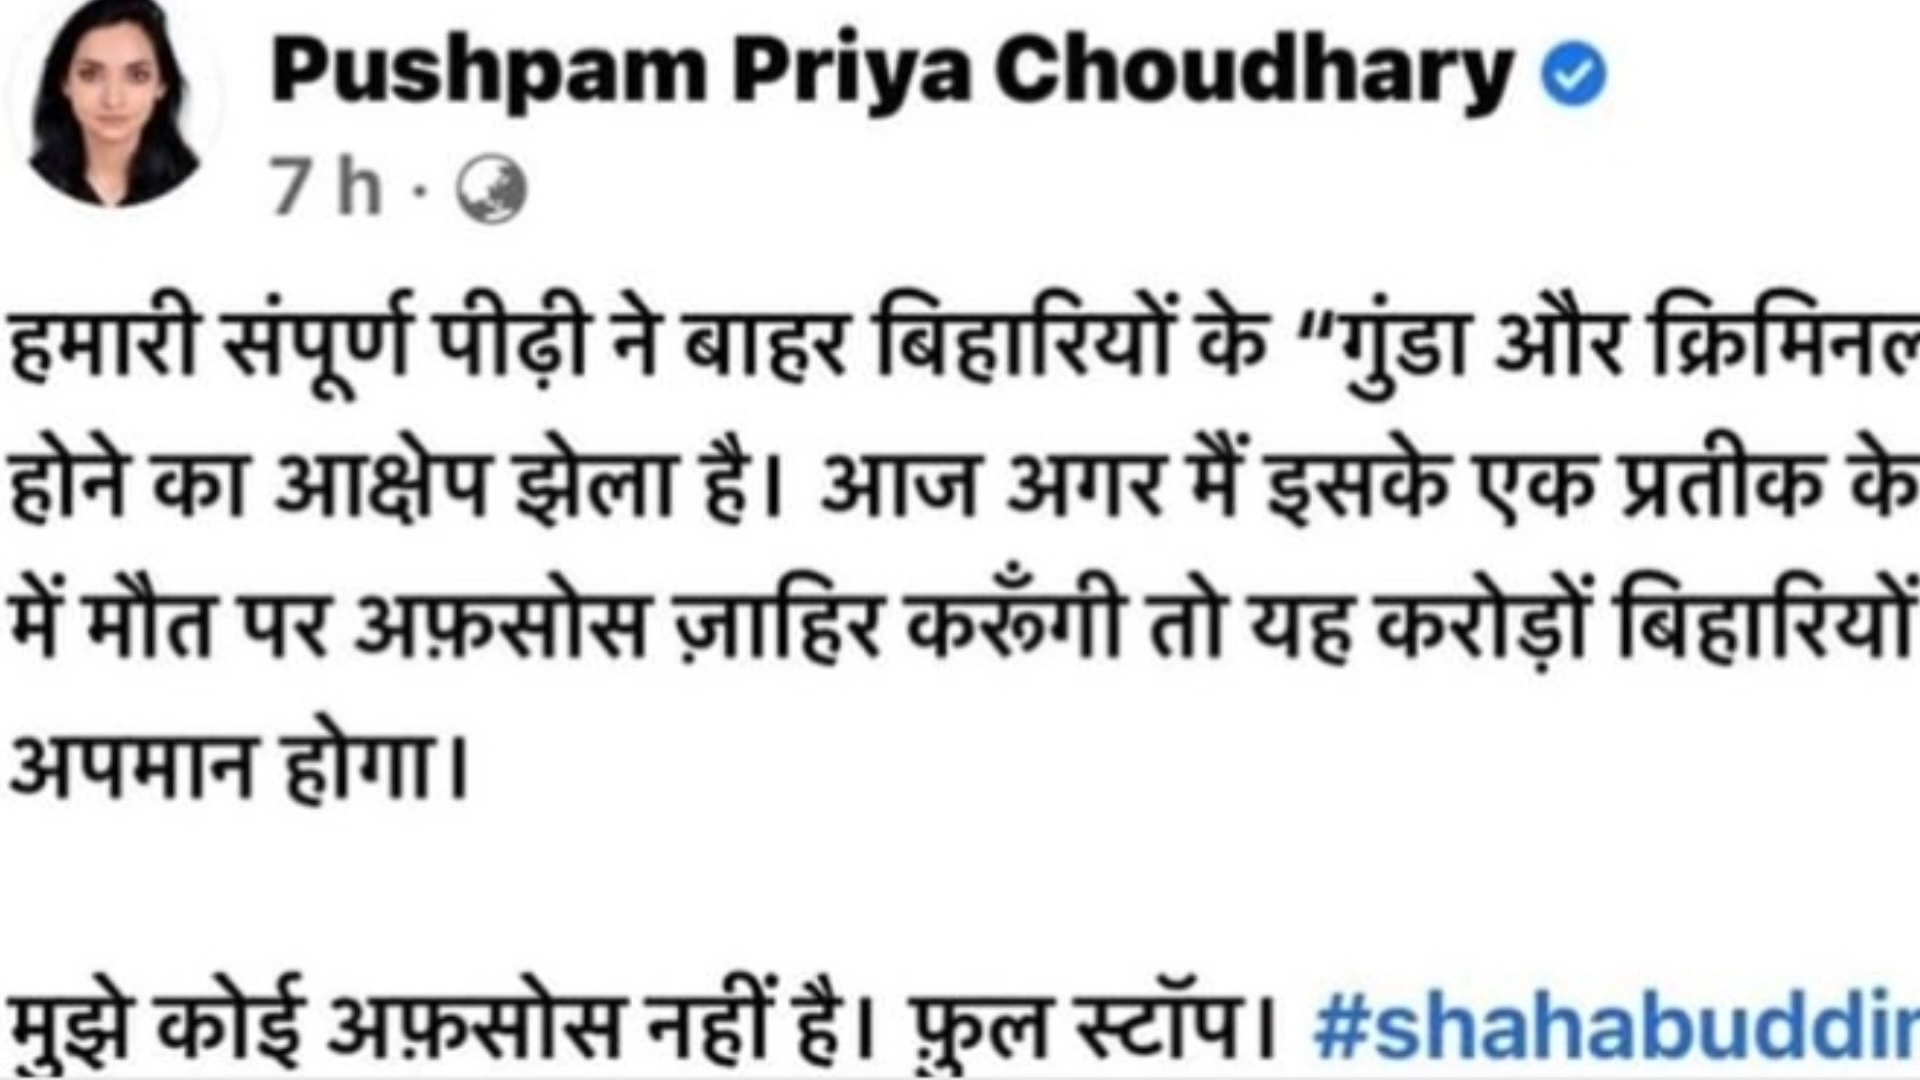 Pushpam Priya Choudhary
7 h ·
हमारी संपूर्ण पीढ़ी ने बाहर बिहारियों के “गुंडा और क्रिमिनल
होने का आक्षेप झेला है। आज अगर मैं इसके एक प्रतीक के
में मौत पर अफ़सोस ज़ाहिर करूँगी तो यह करोड़ों बिहारियों
अपमान होगा।
मुझे कोई अफ़सोस नहीं है। फ़ुल स्टॉप। #shahabuddin